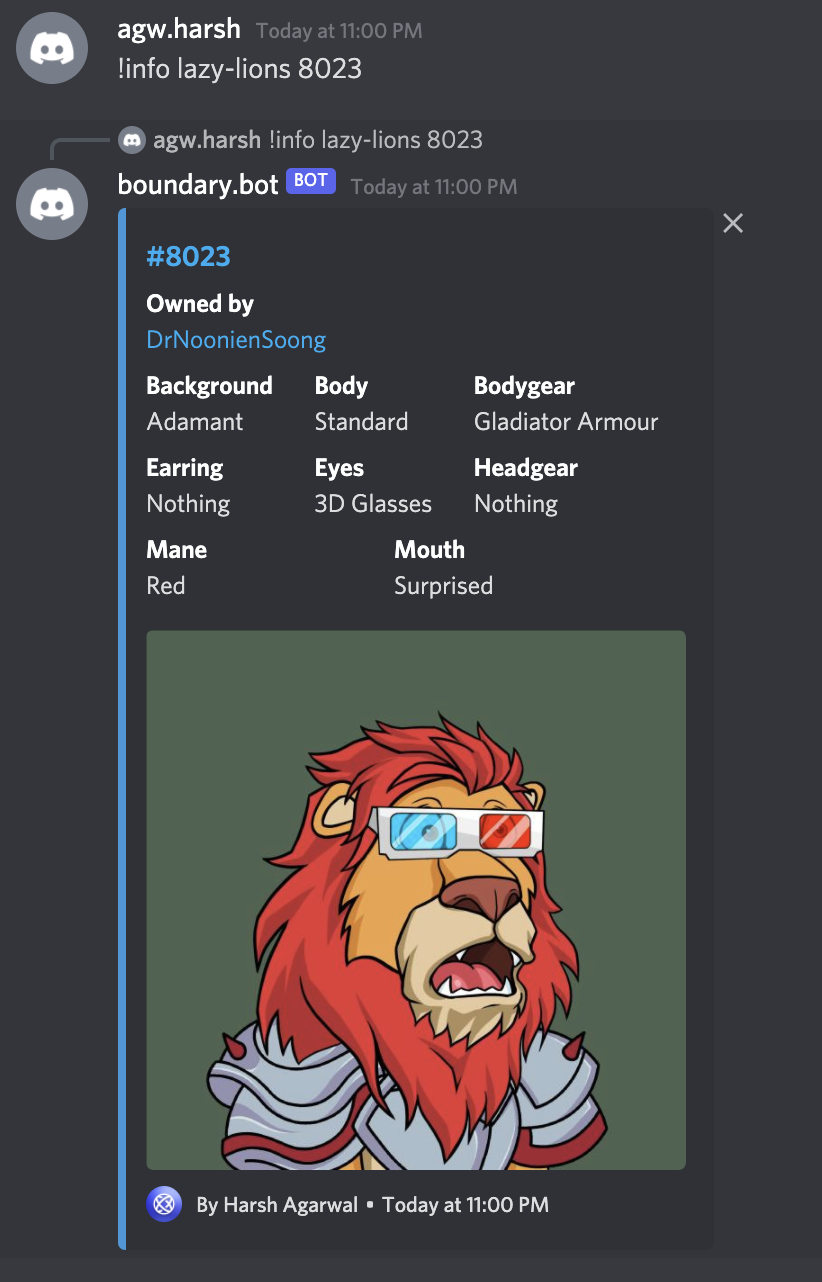 agw.harsh Today at 11:00 PM
!info lazy-lions 8023
agw.harsh !info lazy-lions 8023
boundary.bot BOT Today at 11:00 PM
#8023
Owned by
DrNoonienSoong
Background Body Bodygear
Adamant Standard Gladiator Armour
Earring Eyes Headgear
Nothing 3D Glasses Nothing
Mane Mouth
Red Surprised
By Harsh Agarwal • Today at 11:00 PM